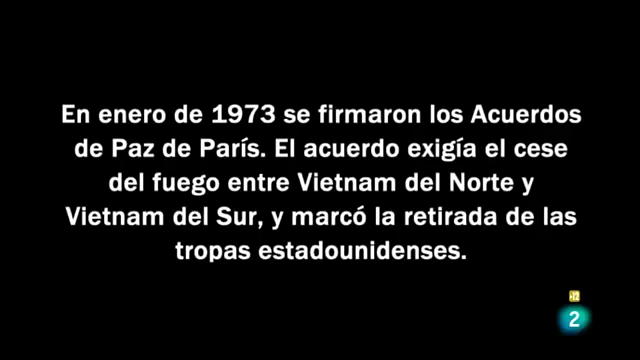 En enero de 1973 se firmaron los Acuerdos
de Paz de París. El acuerdo exigía el cese
del fuego entre Vietnam del Norte y
Vietnam del Sur, y marcó la retirada de las
tropas estadounidenses.
2